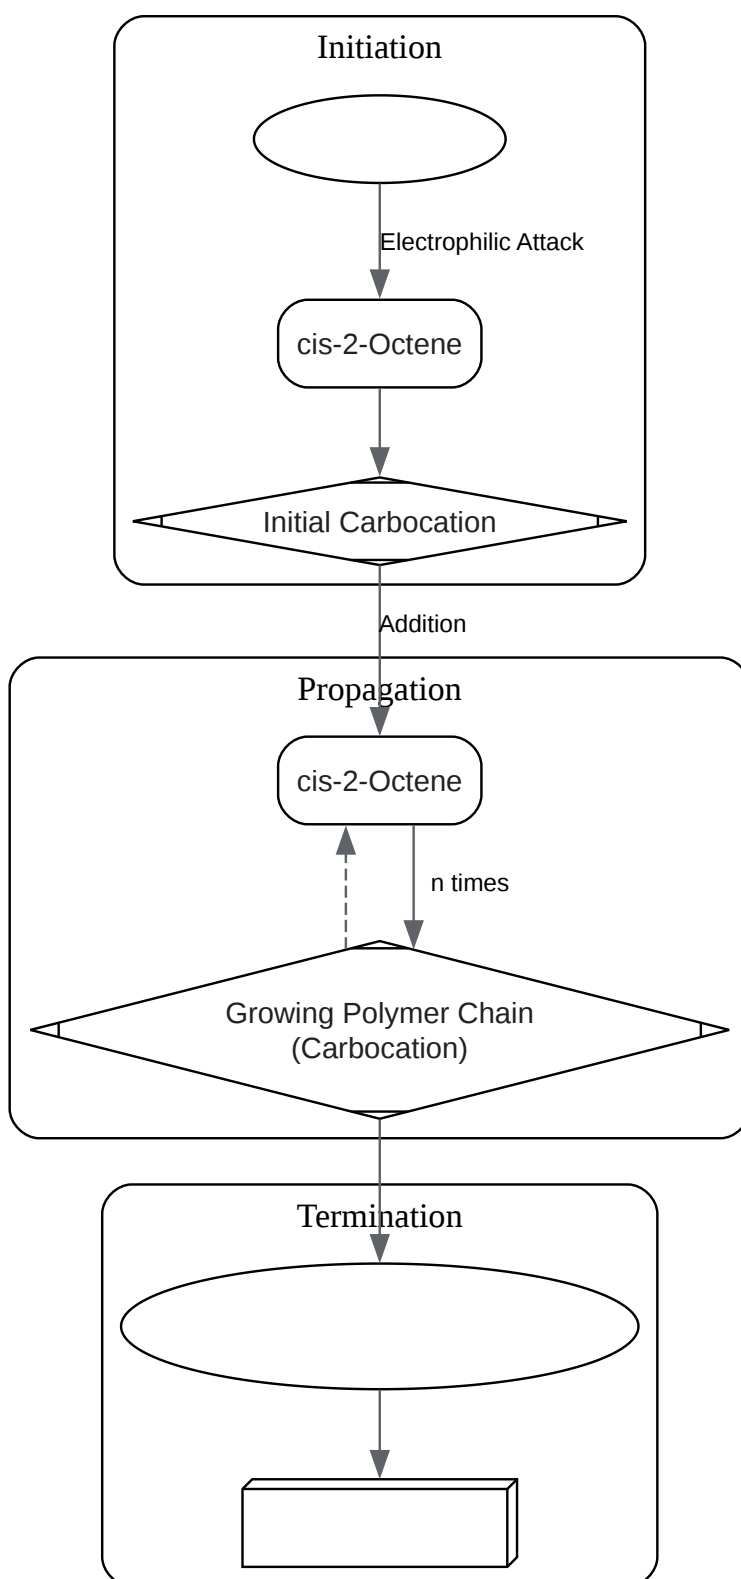 Initiation
Electrophilic Attack
cis-2-Octene
Initial Carbocation
Addition
Propagation
cis-2-Octene
n times
Growing Polymer Chain
(Carbocation)
Termination